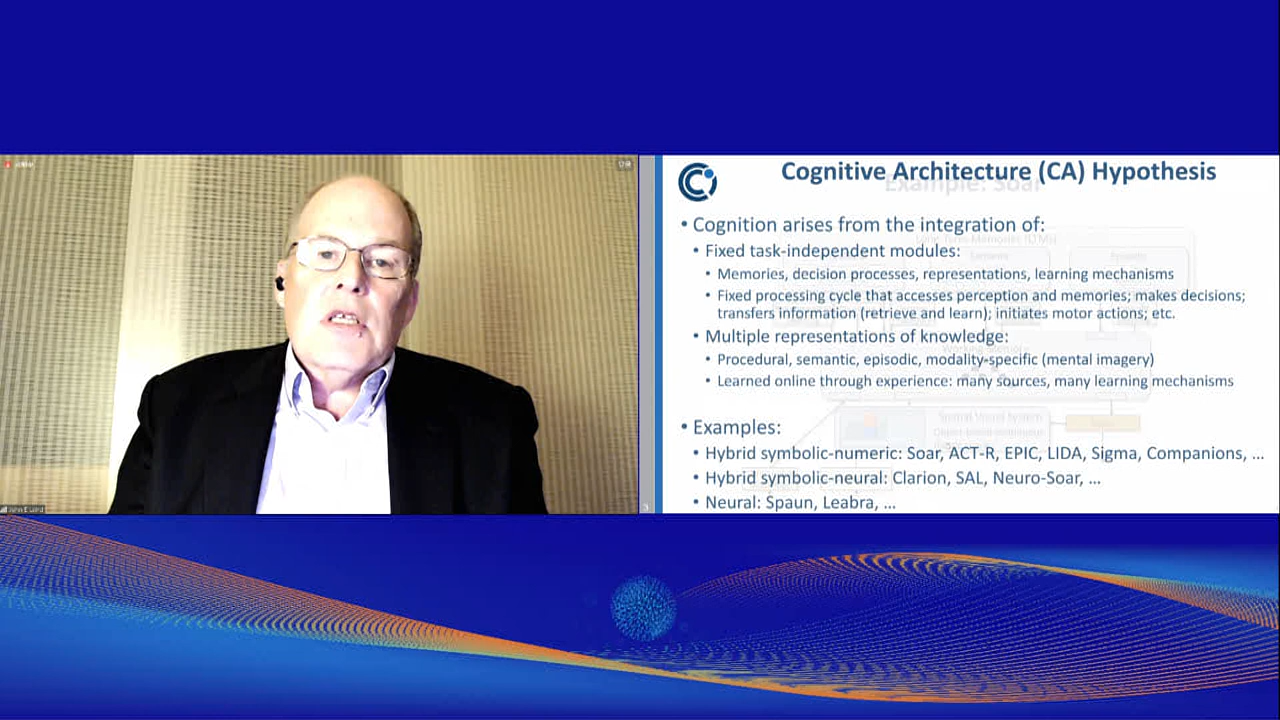 John E Laird
Cognitive Architecture (CA) Hypothesis
Example: Soar
• Cognition arises from the integration of:
• Fixed task-independent modules:
• Memories, decision processes, representations, learning mechanisms
• Fixed processing cycle that accesses perception and memories; makes decisions;
transfers information (retrieve and learn); initiates motor actions; etc.
• Multiple representations of knowledge:
• Procedural, semantic, episodic, modality-specific (mental imagery)
• Learned online through experience: many sources, many learning mechanisms
• Examples:
• Hybrid symbolic-numeric: Soar, ACT-R, EPIC, LIDA, Sigma, Companions, ...
• Hybrid symbolic-neural: Clarion, SAL, Neuro-Soar, ...
• Neural: Spaun, Leabra, ...